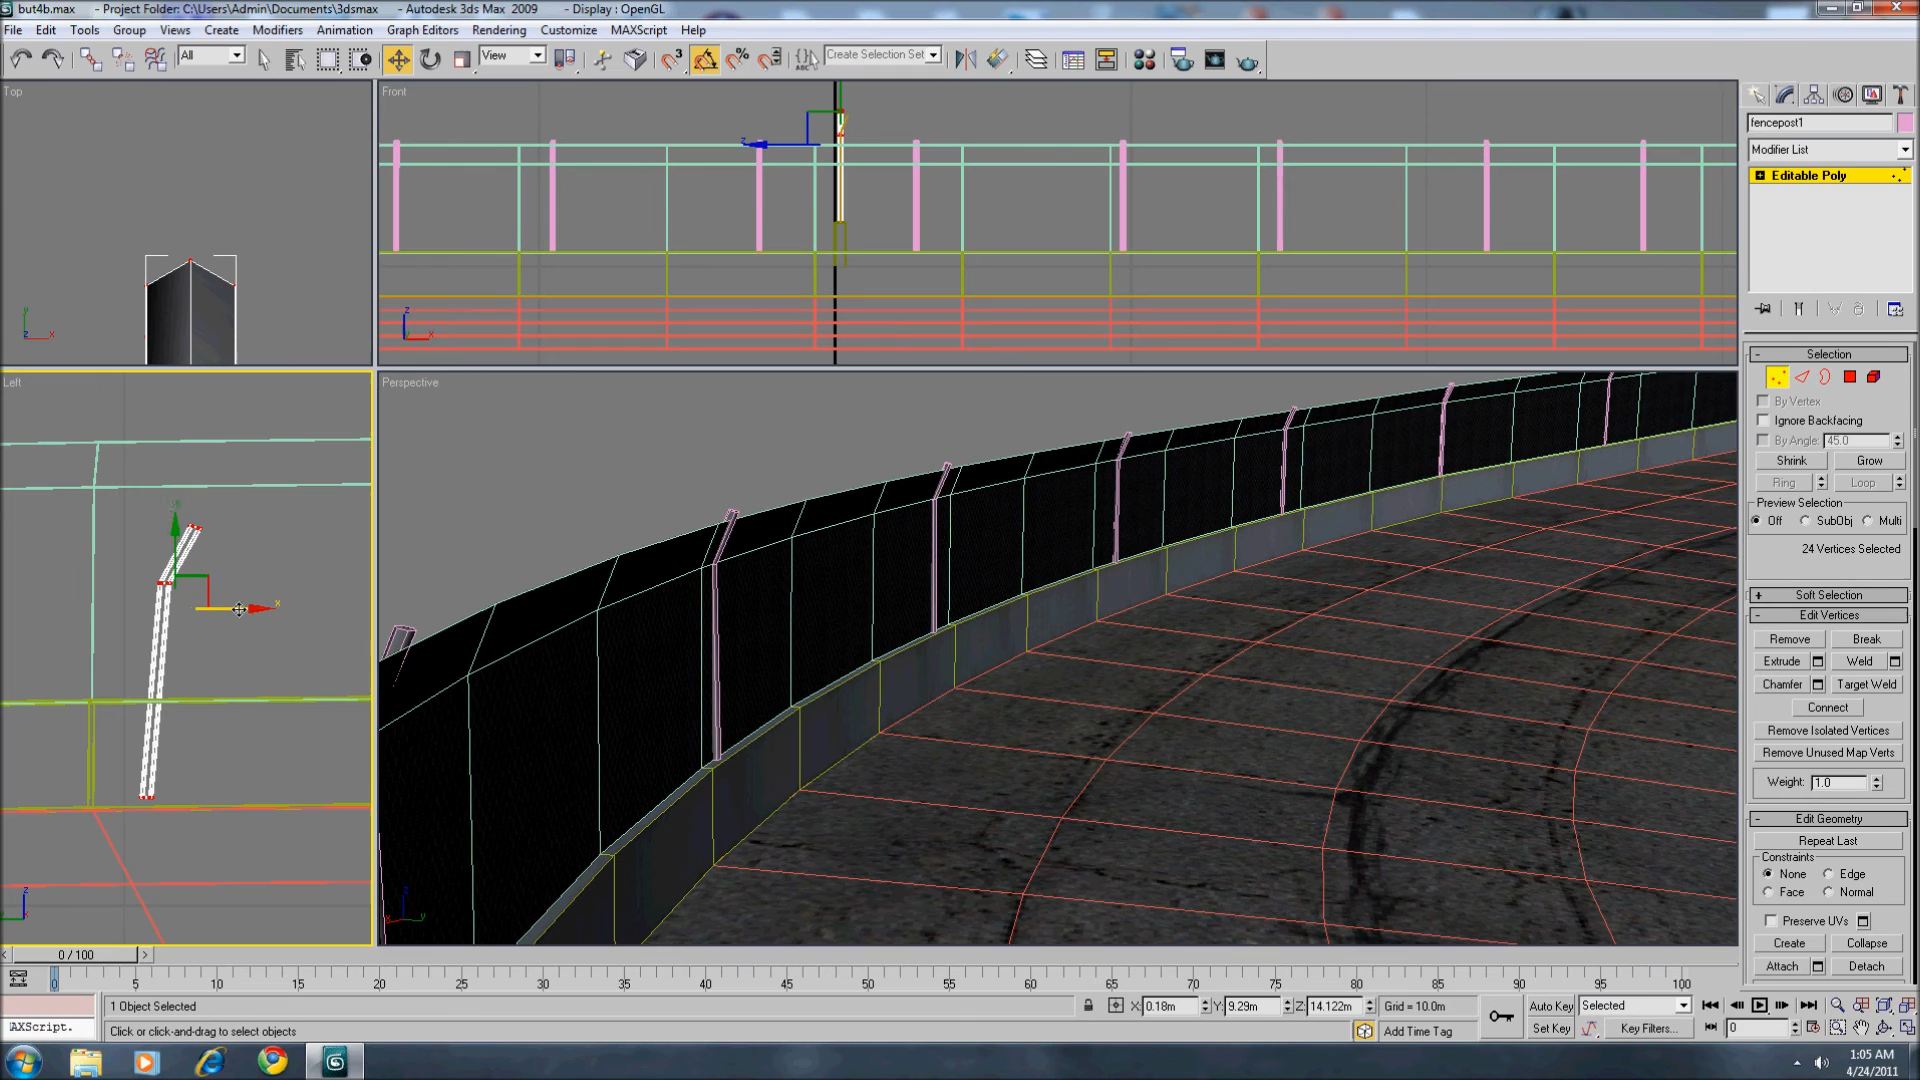 but4b.max - Project Folder: C:\Users\Admin\Documents\3dsmax - Autodesk 3ds Max 2009 - Display : OpenGL
File Edit Tools Group Views Create Modifiers Animation Graph Editors Rendering Customize MAXScript Help
All View Create Selection Set
Top
Front
Left
Perspective
fencepost1
Modifier List
Editable Poly
Selection
By Vertex
Ignore Backfacing
By Angle: 45.0
Shrink Grow
Ring Loop
Preview Selection
Off SubObj Multi
24 Vertices Selected
Soft Selection
Edit Vertices
Remove Break
Extrude Weld
Chamfer Target Weld
Connect
Remove Isolated Vertices
Remove Unused Map Verts
Weight: 1.0
Edit Geometry
Repeat Last
Constraints
None Edge
Face Normal
Preserve UVs
Create Collapse
Attach Detach
0 / 100
0 5 10 15 20 25 30 35 40 45 50 55 60 65 70 75 80 85 90 95 100
1 Object Selected X: 0.18m Y: 9.29m Z: 14.122m Grid = 10.0m Auto Key Selected
AXScript. Click or click-and-drag to select objects Add Time Tag Set Key Key Filters... 0
1:05 AM
4/24/2011